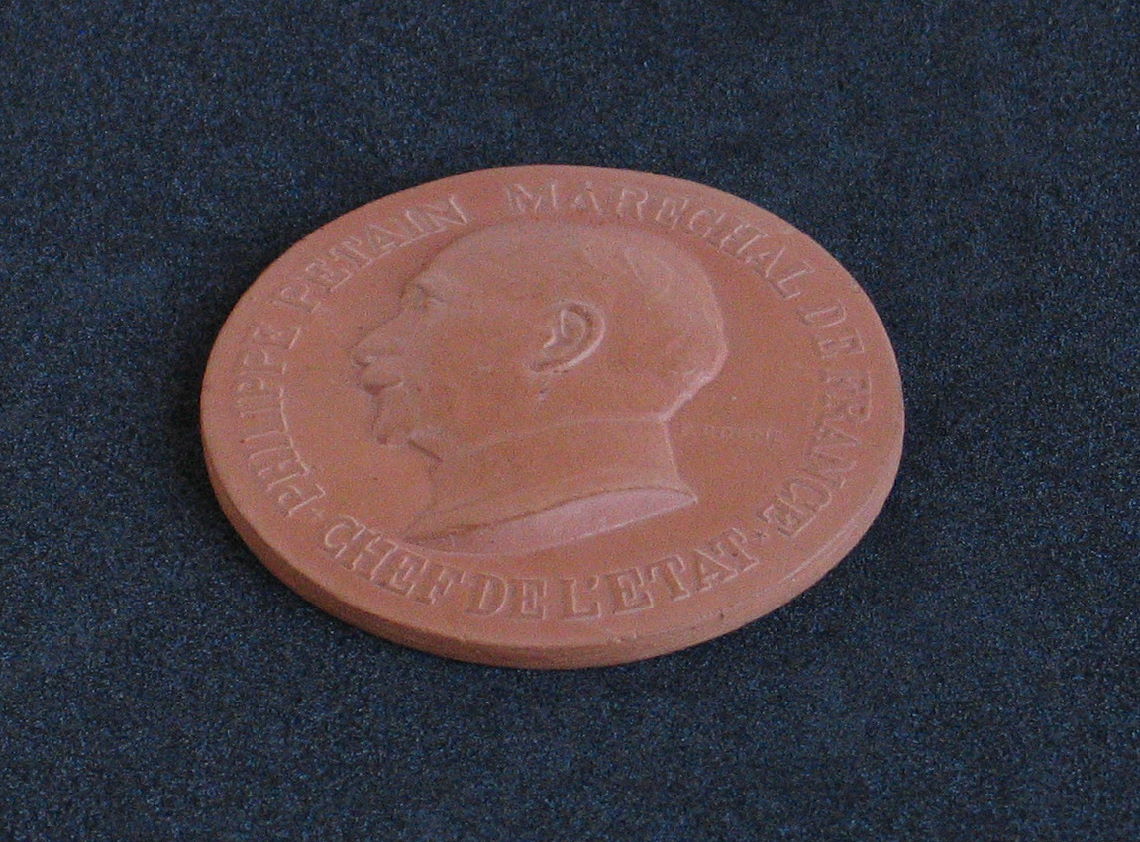 PHILIPPE PETAIN MARECHAL DE FRANCE
· CHEF DE L'ETAT ·